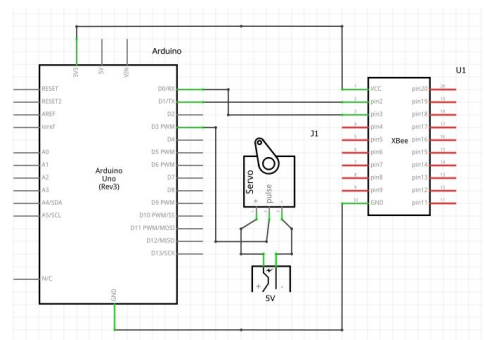 Arduino
3V3
5V
VIN
RESET
RESET2
AREF
ioref
A0
A1
A2
A3
A4/SDA
A5/SCL
N/C
Arduino
Uno
(Rev3)
D0/RX
D1/TX
D2
D3 PWM
D4
D5 PWM
D6 PWM
D7
D8
D9 PWM
D10 PWM/SS
D11 PWM/MOSI
D12/MISO
D13/SCK
GND
J1
Servo
+
pulse
-
+
-
5V
U1
XBee
VCC
pin2
pin3
pin4
pin5
pin6
pin7
pin8
pin9
GND
pin20
pin19
pin18
pin17
pin16
pin15
pin14
pin13
pin12
pin11